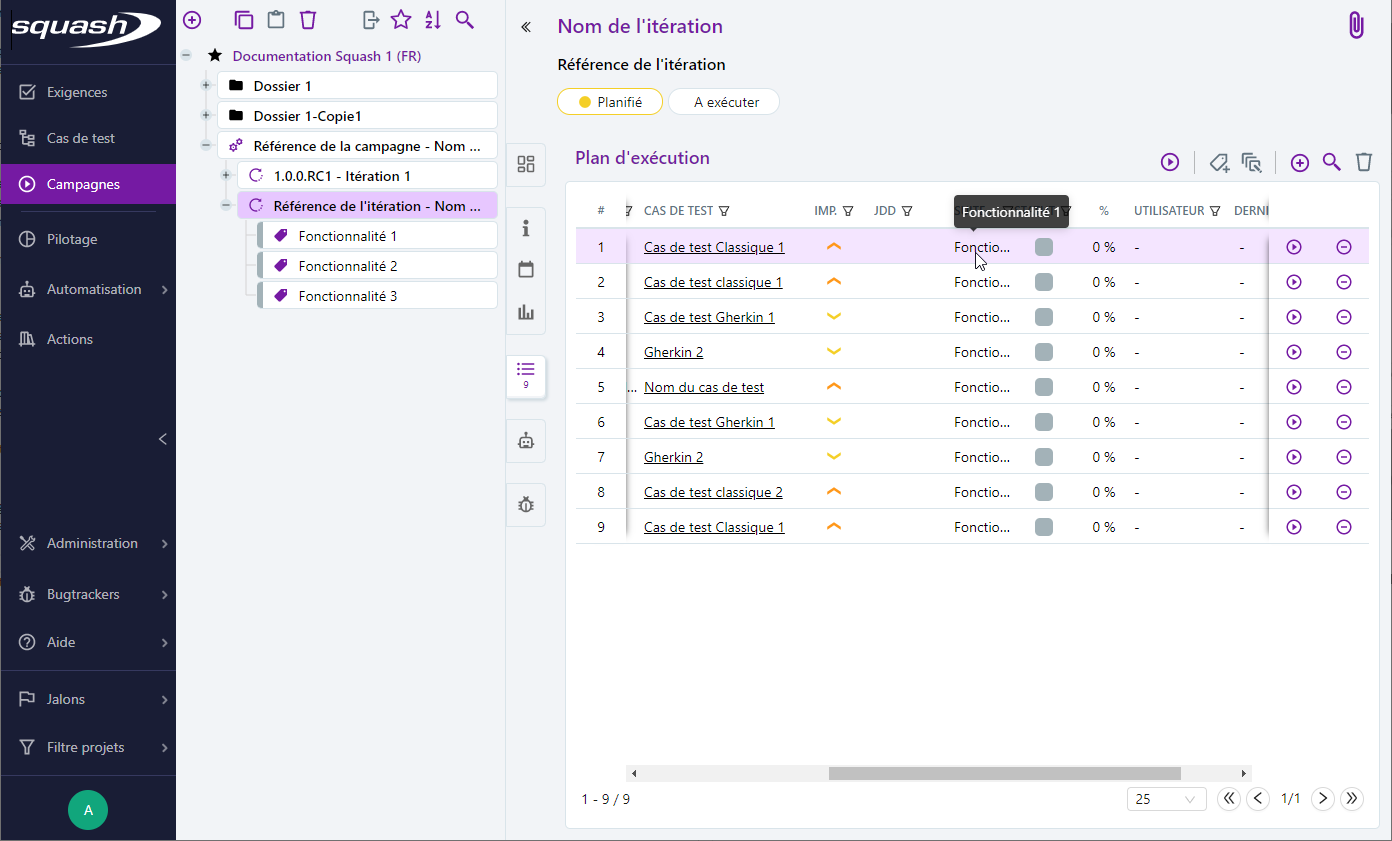 squash
Exigences
Cas de test
Campagnes
Pilotage
Automatisation
Actions
Administration
Bugtrackers
Aide
Jalons
Filtre projets
A
Documentation Squash 1 (FR)
Dossier 1
Dossier 1-Copie1
Référence de la campagne - Nom ...
1.0.0.RC1 - Itération 1
Référence de l'itération - Nom ...
Fonctionnalité 1
Fonctionnalité 2
Fonctionnalité 3
Nom de l'itération
Référence de l'itération
Planifié
A exécuter
9
Plan d'exécution
Fonctionnalité 1
# CAS DE TEST IMP. JDD % UTILISATEUR DERNI
1 Cas de test Classique 1 Fonctio... 0 % - -
2 Cas de test classique 1 Fonctio... 0 % - -
3 Cas de test Gherkin 1 Fonctio... 0 % - -
4 Gherkin 2 Fonctio... 0 % - -
5 ... Nom du cas de test Fonctio... 0 % - -
6 Cas de test Gherkin 1 Fonctio... 0 % - -
7 Gherkin 2 Fonctio... 0 % - -
8 Cas de test classique 2 Fonctio... 0 % - -
9 Cas de test Classique 1 Fonctio... 0 % - -
1 - 9 / 9
25
1/1